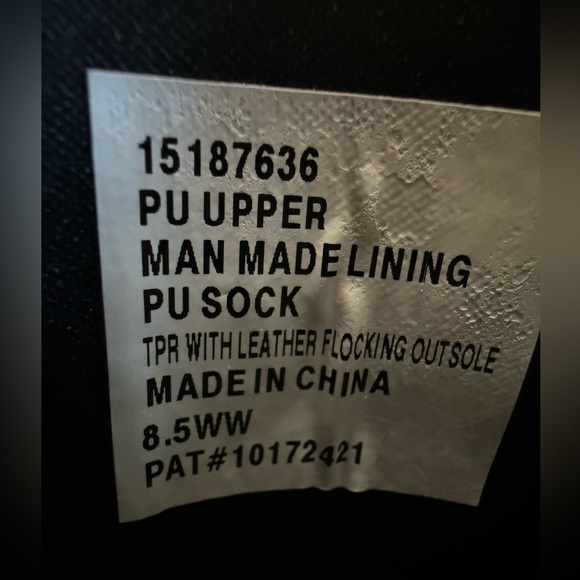 15187636
PU UPPER
MAN MADE LINING
PU SOCK
TPR WITH LEATHER FLOCKING OUTSOLE
MADE IN CHINA
8.5WW
PAT#10172421